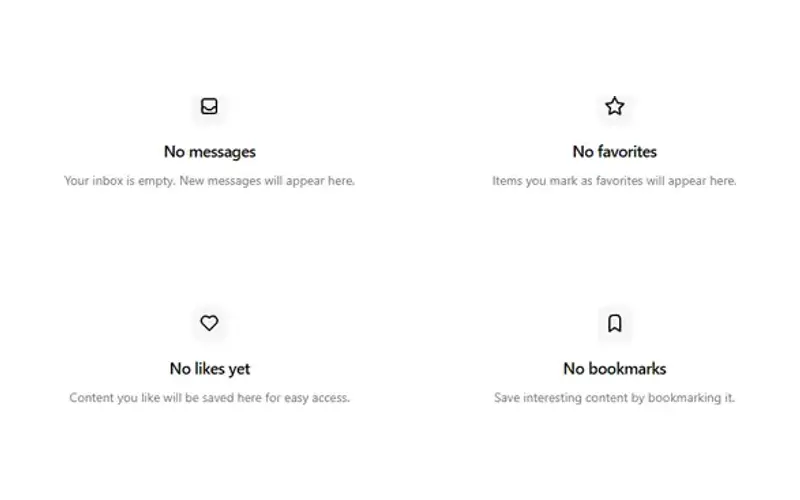 No messages
Your inbox is empty. New messages will appear here.
No favorites
Items you mark as favorites will appear here.
No likes yet
Content you like will be saved here for easy access.
No bookmarks
Save interesting content by bookmarking it.